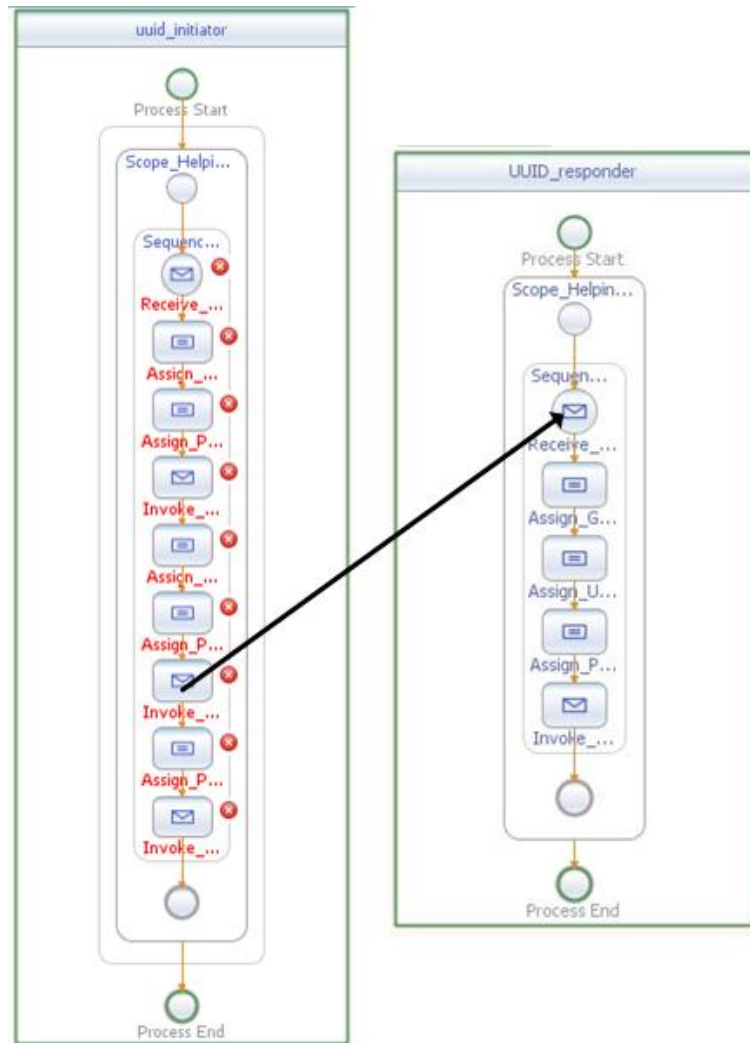 uuid_initiator
Process Start
Scope_Helpi...
Sequenc...
Receive_...
Assign_...
Assign_P...
Invoke_...
Assign_...
Assign_P...
Invoke_...
Assign_P...
Invoke_...
Process End
UUID_responder
Process Start
Scope_Helpin...
Sequen...
Receive_...
Assign_G...
Assign_U...
Assign_P...
Invoke_...
Process End